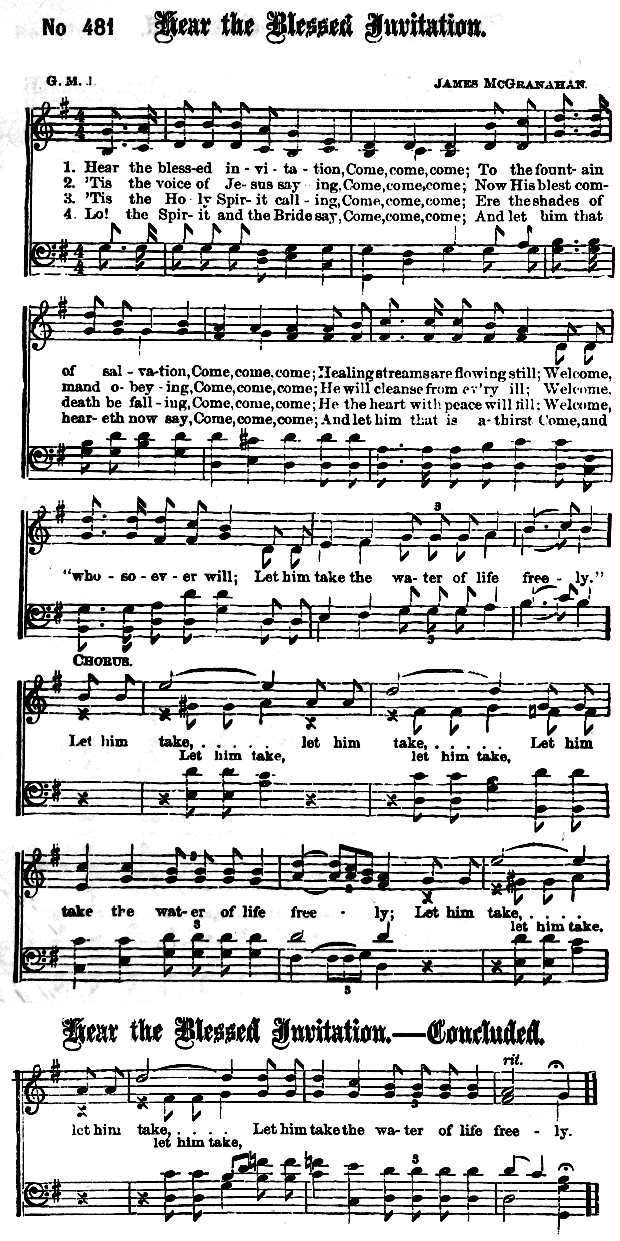 No 481 Hear the Blessed Invitation.
G. M. J. JAMES MCGRANAHAN.
1. Hear the bless-ed in - vi - ta - tion, Come, come, come; To the fount - ain
2. 'Tis the voice of Je- sus say ing, Come, come, come; Now His blest com-
3. 'Tis the Ho - ly Spir- it call - ing, Come, come, come; Ere the shades of
4. Lo! the Spir- it and the Bride say, Come, come, come; And let him that
of sal - va- tion, Come, come, come; Healing streams are flowing still; Welcome,
mand o - bey - ing, Come, come, come; He will cleanse from ev'ry ill; Welcome,
death be fall - ing, Come, come, come; He the heart with peace will fill: Welcome,
hear- eth now say, Come, come, come; And let him that is a- thirst Come, and
3
"who - so - ev - er will; Let him take the wa- ter of life free - ly."
3
CHORUS.
Let him take, . . . . . let him take, . . . . . Let him
Let him take, let him take,
3
take the wat- er of life free - ly; Let him take, . . . .
let him take.
3
3
Hear the Blessed Invitation.—Concluded.
rit.
let him take, . . . . Let him take the wa- ter of life free - ly.
let him take,
3
3